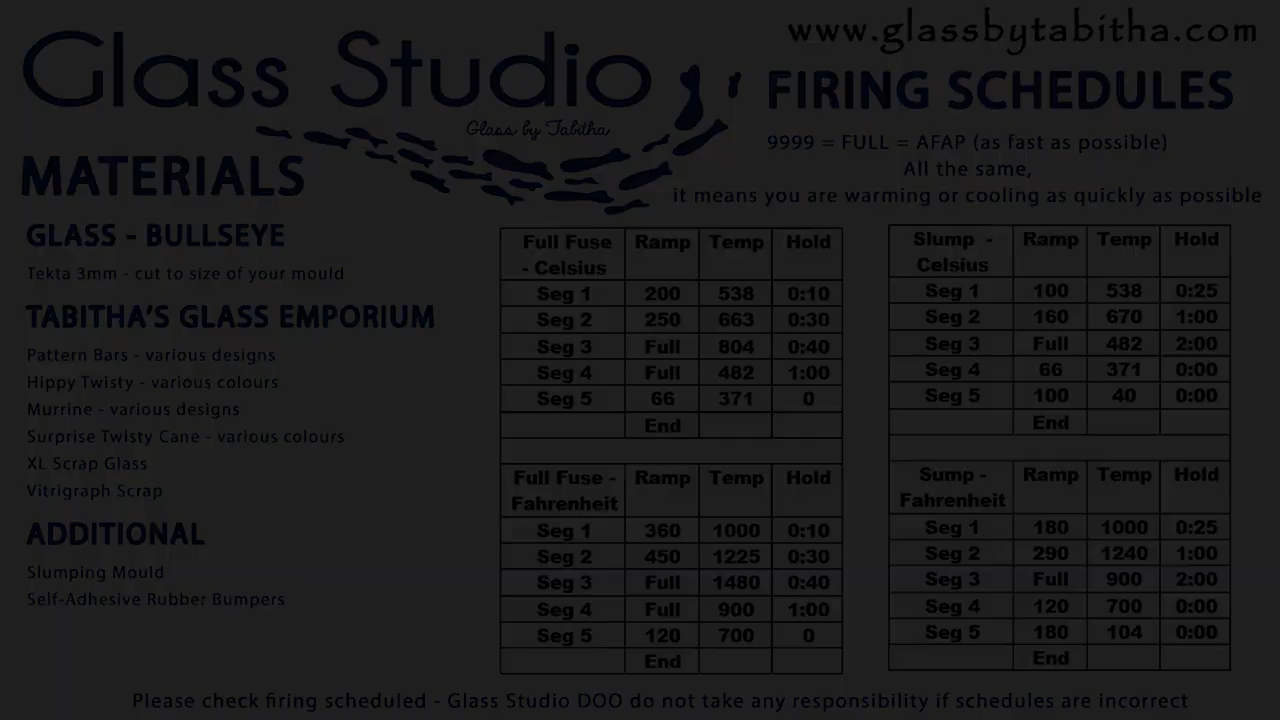 www.glassbytabitha.com
Glass Studio
Glass by Tabitha
FIRING SCHEDULES
9999 = FULL = AFAP (as fast as possible)
All the same,
it means you are warming or cooling as quickly as possible
MATERIALS
GLASS - BULLSEYE
Tekta 3mm - cut to size of your mould
TABITHA'S GLASS EMPORIUM
Pattern Bars - various designs
Hippy Twisty - various colours
Murrine - various designs
Surprise Twisty Cane - various colours
XL Scrap Glass
Vitrigraph Scrap
ADDITIONAL
Slumping Mould
Self-Adhesive Rubber Bumpers
Full Fuse - Celsius Ramp Temp Hold
Seg 1 200 538 0:10
Seg 2 250 663 0:30
Seg 3 Full 804 0:40
Seg 4 Full 482 1:00
Seg 5 66 371 0
End
Full Fuse - Fahrenheit Ramp Temp Hold
Seg 1 360 1000 0:10
Seg 2 450 1225 0:30
Seg 3 Full 1480 0:40
Seg 4 Full 900 1:00
Seg 5 120 700 0
End
Slump - Celsius Ramp Temp Hold
Seg 1 100 538 0:25
Seg 2 160 670 1:00
Seg 3 Full 482 2:00
Seg 4 66 371 0:00
Seg 5 100 40 0:00
End
Sump - Fahrenheit Ramp Temp Hold
Seg 1 180 1000 0:25
Seg 2 290 1240 1:00
Seg 3 Full 900 2:00
Seg 4 120 700 0:00
Seg 5 180 104 0:00
End
Please check firing scheduled - Glass Studio DOO do not take any responsibility if schedules are incorrect